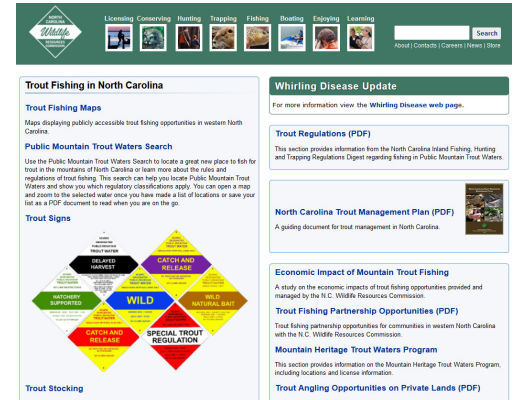 NORTH
CAROLINA
Wildlife
RESOURCES
COMMISSION
Licensing Conserving Hunting Trapping Fishing Boating Enjoying Learning
Search
About | Contacts | Careers | News | Store
Trout Fishing in North Carolina
Trout Fishing Maps
Maps displaying publicly accessible trout fishing opportunities in western North
Carolina.
Public Mountain Trout Waters Search
Use the Public Mountain Trout Waters Search to locate a great new place to fish for
trout in the mountains of North Carolina or learn more about the rules and
regulations of trout fishing. This search can help you locate Public Mountain Trout
Waters and show you which regulatory classifications apply. You can open a map
and zoom to the selected water once you have made a list of locations or save your
list as a PDF document to read when you are on the go.
Trout Signs
TROUT WATER
DELAYED
HARVEST
CATCH AND
RELEASE
HATCHERY
SUPPORTED
WILD
WILD
NATURAL BAIT
CATCH AND
RELEASE
SPECIAL TROUT
REGULATION
Trout Stocking
Whirling Disease Update
For more information view the Whirling Disease web page.
Trout Regulations (PDF)
This section provides information from the North Carolina Inland Fishing, Hunting
and Trapping Regulations Digest regarding fishing in Public Mountain Trout Waters.
North Carolina Trout Management Plan (PDF)
A guiding document for trout management in North Carolina.
Economic Impact of Mountain Trout Fishing
A study on the economic impacts of trout fishing opportunities provided and
managed by the N.C. Wildlife Resources Commission.
Trout Fishing Partnership Opportunities (PDF)
Trout fishing partnership opportunities for communities in western North Carolina
with the N.C. Wildlife Resources Commission.
Mountain Heritage Trout Waters Program
This section provides information on the Mountain Heritage Trout Waters Program,
including locations and license information.
Trout Angling Opportunities on Private Lands (PDF)